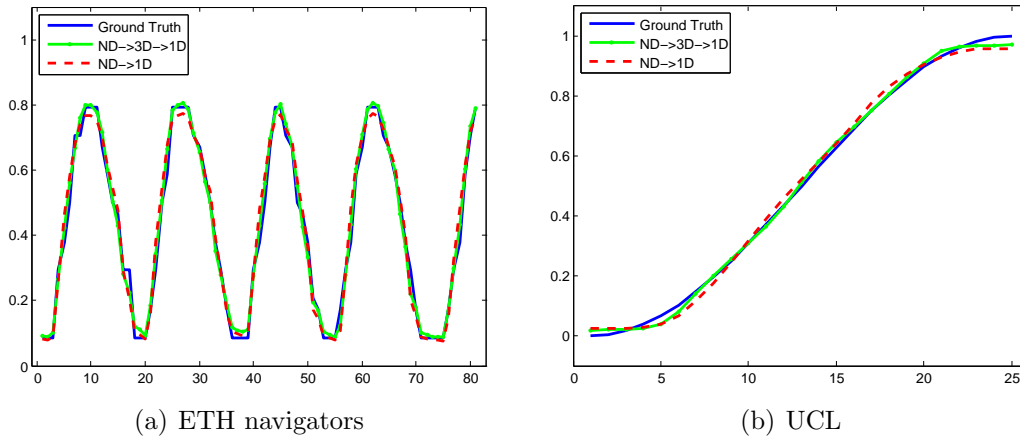 Ground Truth
ND->3D->1D
ND->1D
1
0.8
0.6
0.4
0.2
0
0 10 20 30 40 50 60 70 80
(a) ETH navigators
Ground Truth
ND->3D->1D
ND->1D
1
0.8
0.6
0.4
0.2
0
0 5 10 15 20 25
(b) UCL